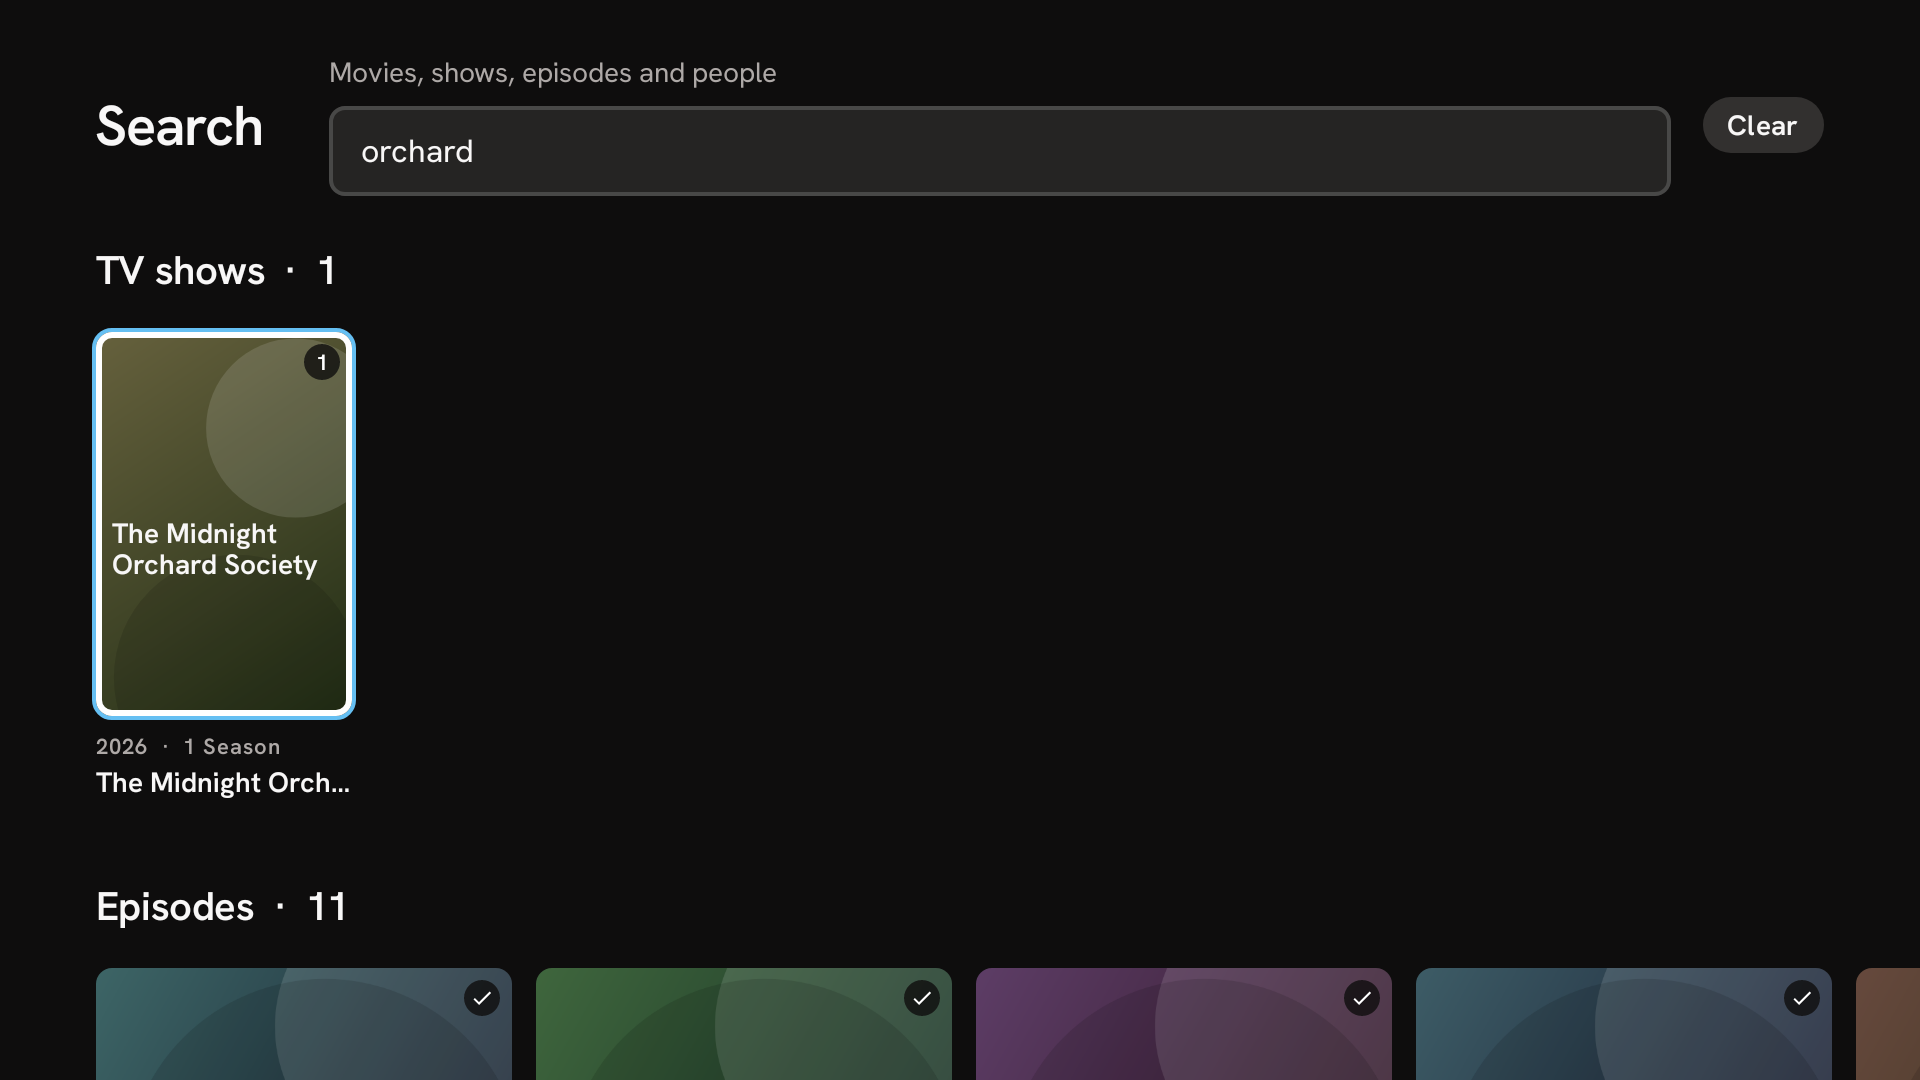 Movies, shows, episodes and people
Search
orchard
Clear
TV shows · 1
1
The Midnight
Orchard Society
2026 · 1 Season
The Midnight Orch...
Episodes · 11